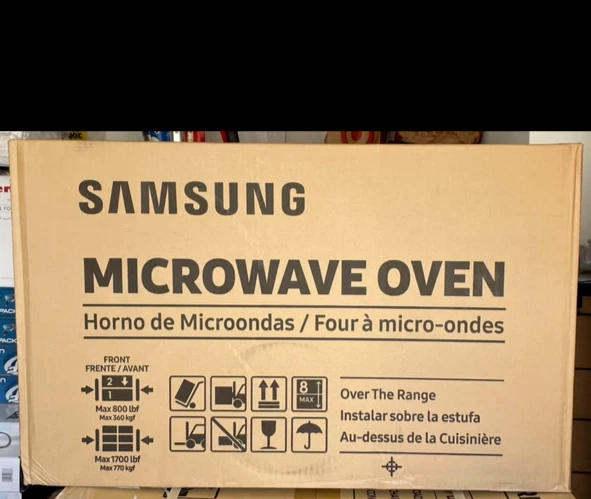 SAMSUNG
MICROWAVE OVEN
Horno de Microondas / Four à micro-ondes
FRONT
FRENTE / AVANT
2
1
Max 800 lbf
Max 360 kgf
Max 1700 lbf
Max 770 kgf
8
MAX
Over The Range
Instalar sobre la estufa
Au-dessus de la Cuisinière